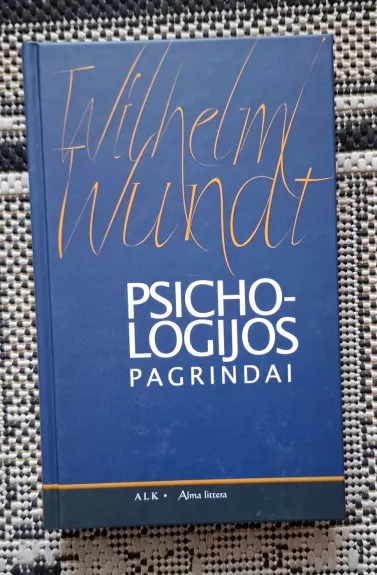 Wilhelm
Wundt
PSICHO-
LOGIJOS
PAGRINDAI
ALK • Alma littera